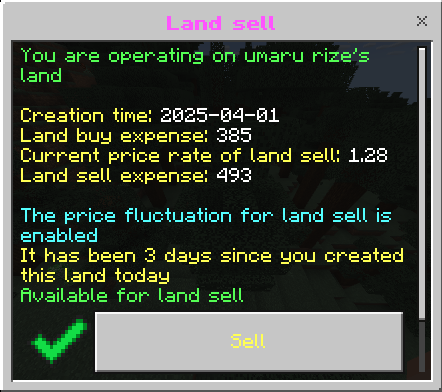 Land sell
You are operating on umaru rize's
land
Creation time: 2025-04-01
Land buy expense: 385
Current price rate of land sell: 1.28
Land sell expense: 493
The price fluctuation for land sell is
enabled
It has been 3 days since you created
this land today
Available for land sell
Sell